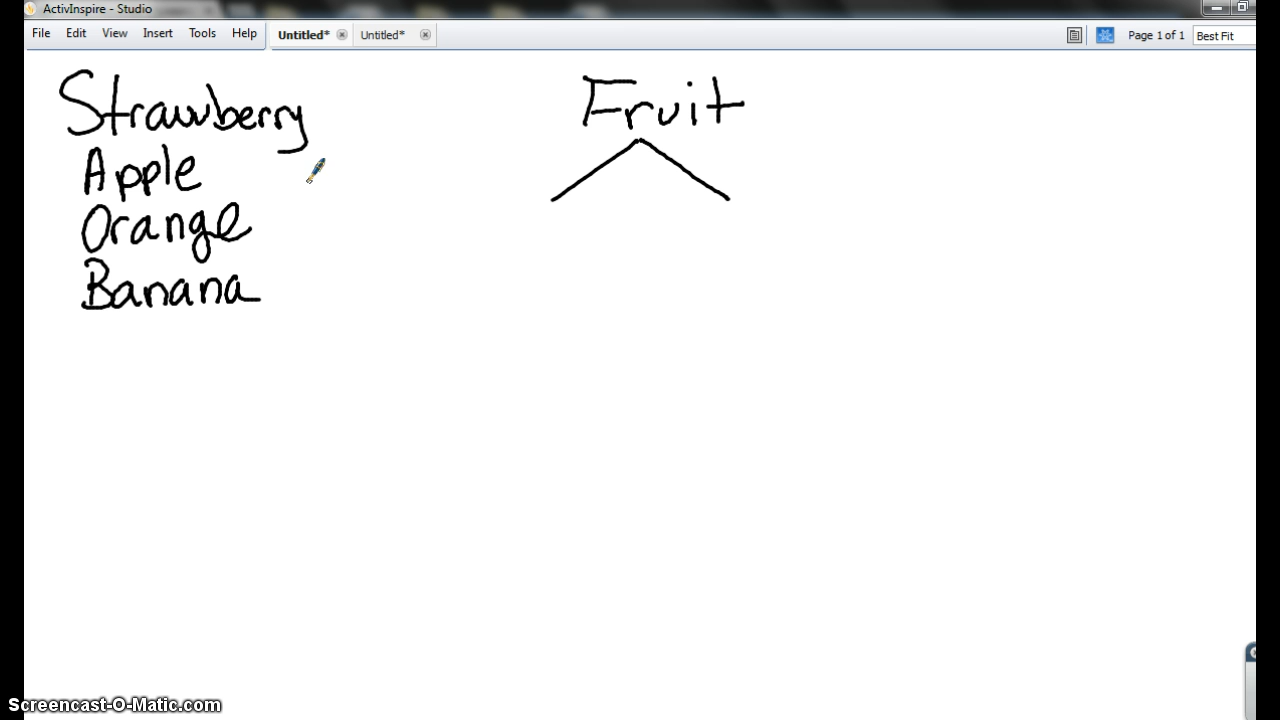 ActivInspire - Studio
File Edit View Insert Tools Help Untitled* Untitled* Page 1 of 1 Best Fit
Strawberry
Apple
Orange
Banana
Fruit
Screencast-O-Matic.com